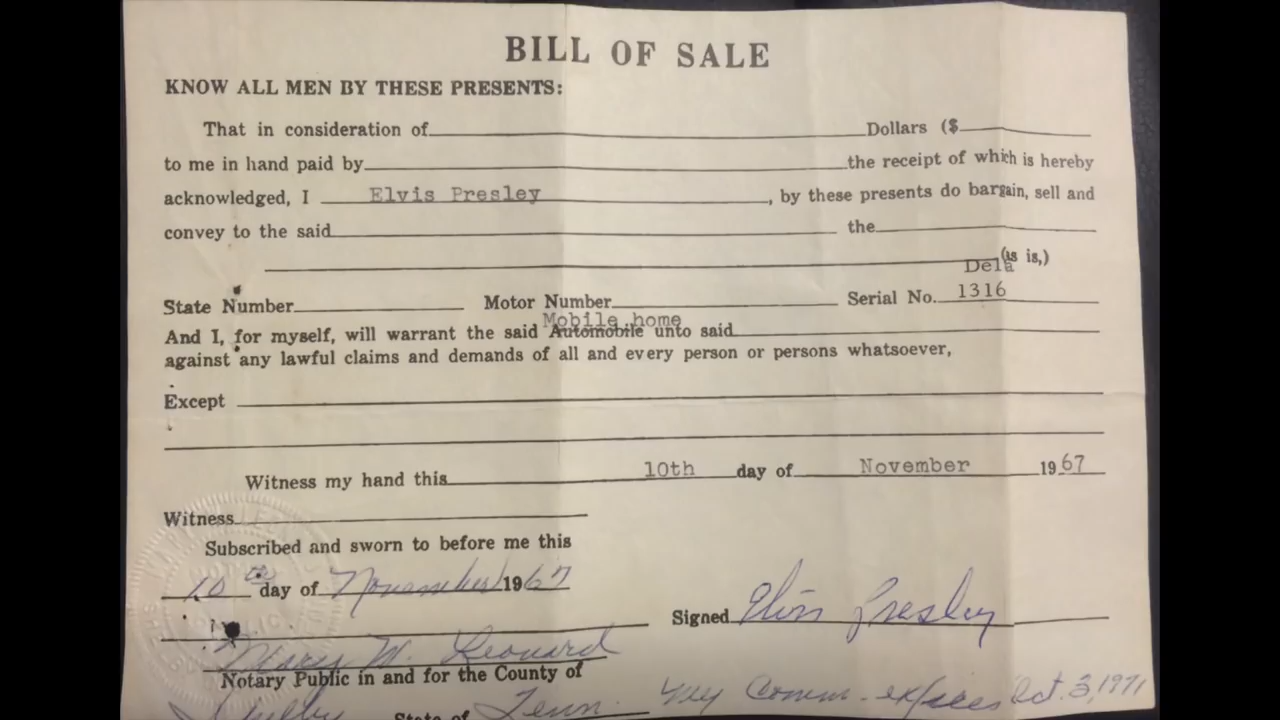 BILL OF SALE
KNOW ALL MEN BY THESE PRESENTS:
That in consideration of Dollars ($
to me in hand paid by the receipt of which is hereby
acknowledged, I Elvis Presley, by these presents do bargain, sell and
convey to the said the
(as is,)
Dela
State Number Motor Number Serial No. 1316
Mobile home
And I, for myself, will warrant the said Automobile unto said
against any lawful claims and demands of all and every person or persons whatsoever,
Except
Witness my hand this 10th day of November 1967
Witness
Subscribed and sworn to before me this
10th day of November 1967
Signed Elvis Presley
Mary W. Leonard
Notary Public in and for the County of
Shelby State of Tenn. My Comm. expires Oct. 3, 1971